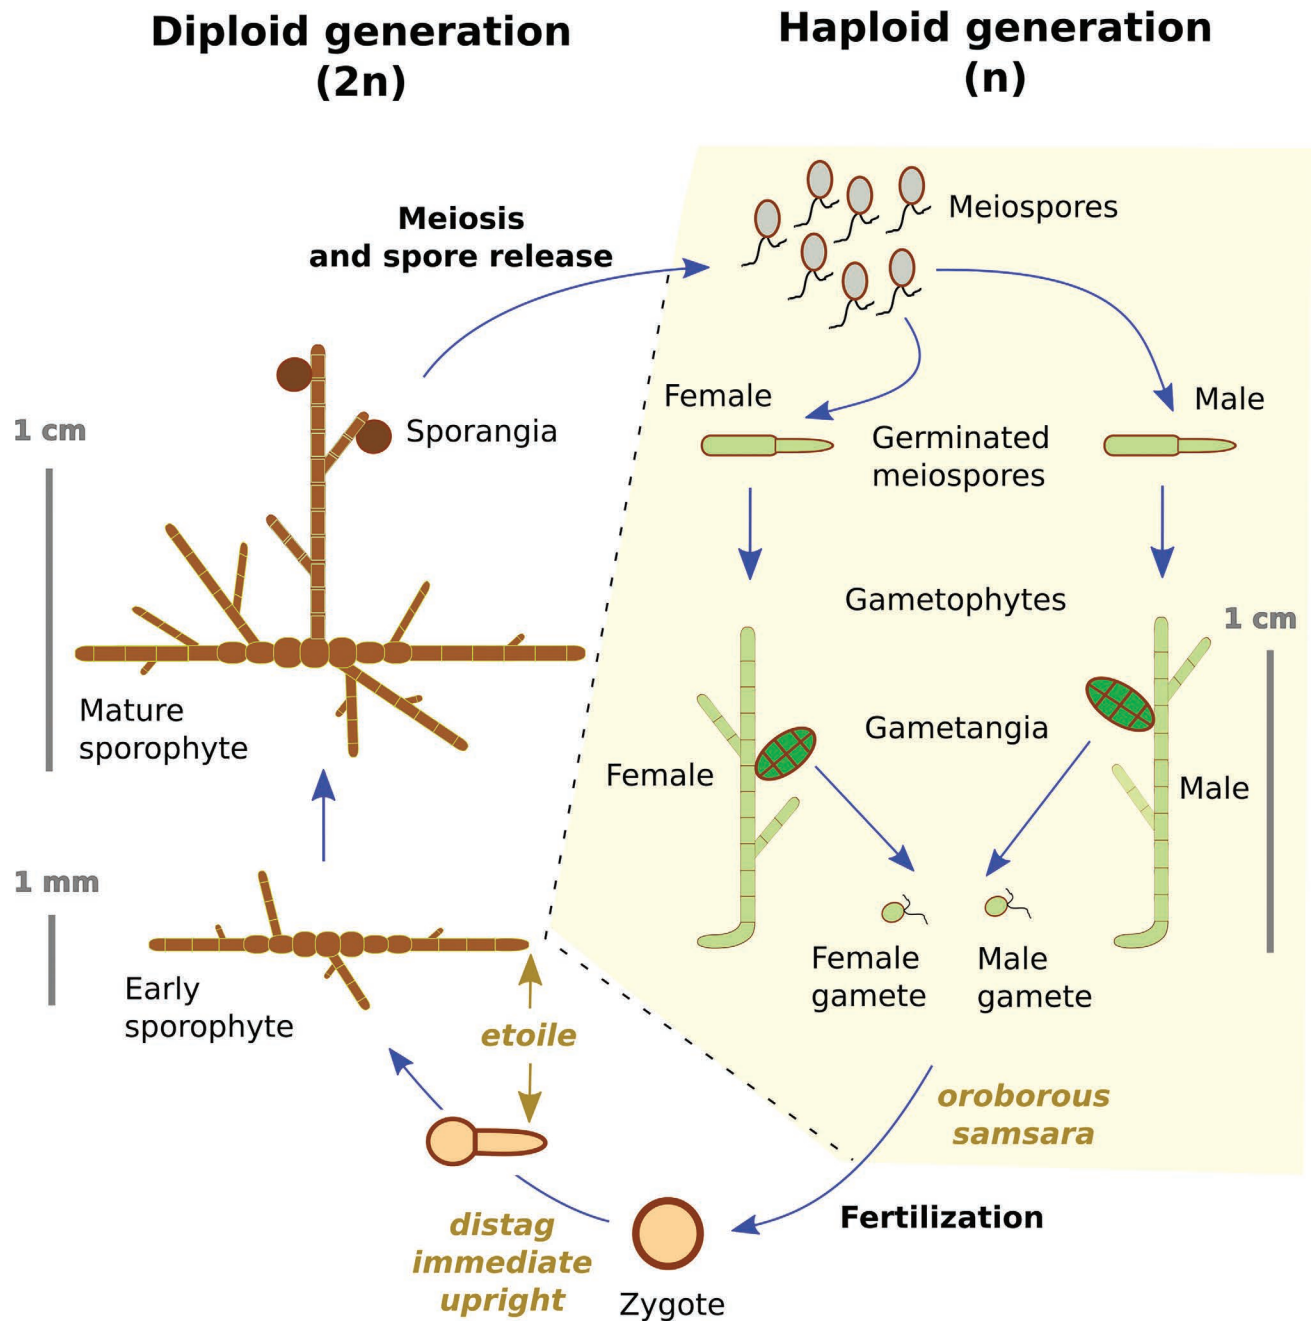 Diploid generation
(2n)
Haploid generation
(n)
Meiosis
and spore release
Meiospores
Female
Male
Germinated
meiospores
1 cm
Sporangia
Gametophytes
1 cm
Mature
sporophyte
Gametangia
Female
Male
1 mm
Early
sporophyte
Female
gamete
Male
gamete
etoile
oroborous
samsara
Fertilization
distag
immediate
upright
Zygote